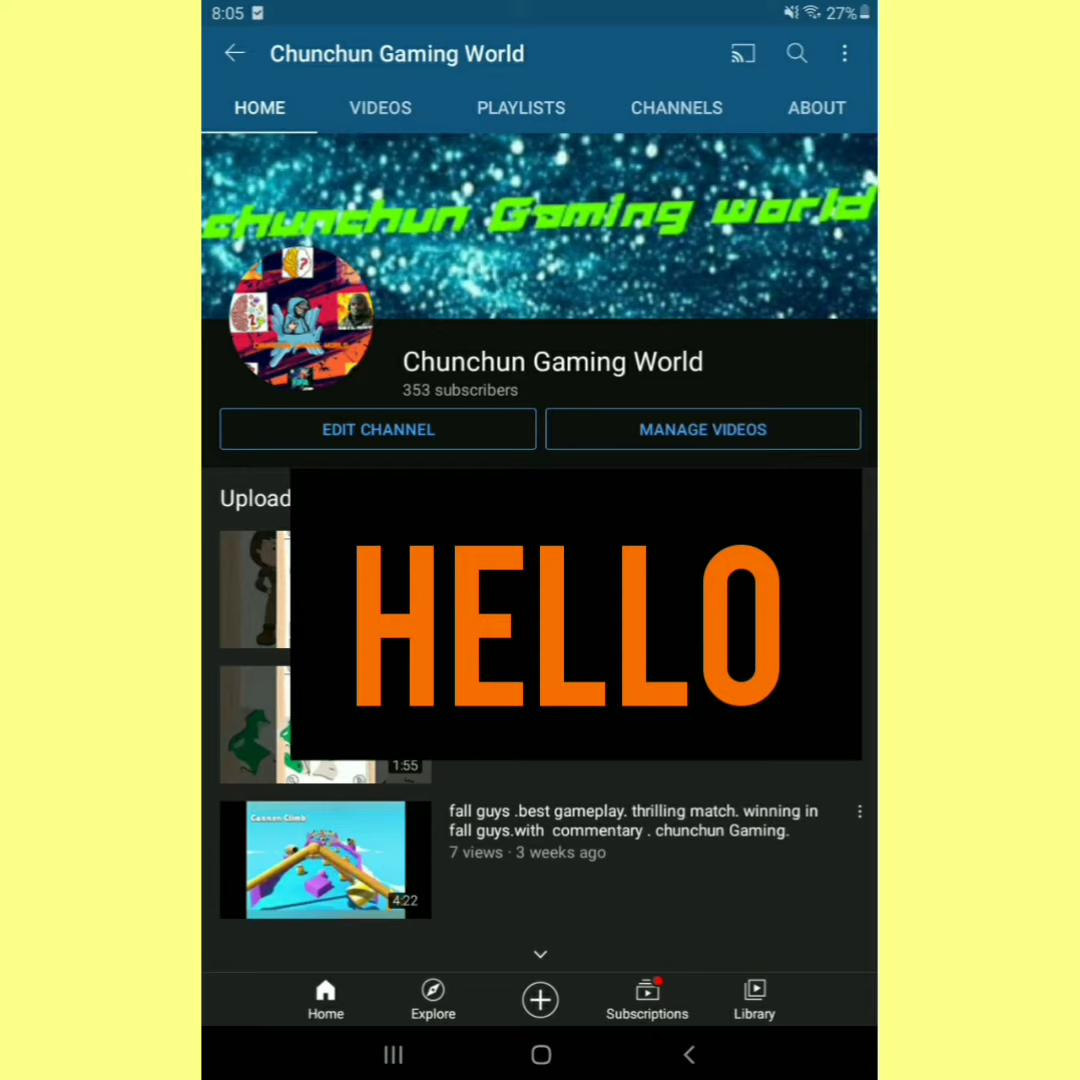 8:05
27%
Chunchun Gaming World
HOME VIDEOS PLAYLISTS CHANNELS ABOUT
chunchun Gaming world
Chunchun Gaming World
353 subscribers
EDIT CHANNEL MANAGE VIDEOS
Upload
HELLO
1:55
Cannon Climb
4:22
fall guys .best gameplay. thrilling match. winning in
fall guys.with commentary . chunchun Gaming.
7 views · 3 weeks ago
Home Explore Subscriptions Library